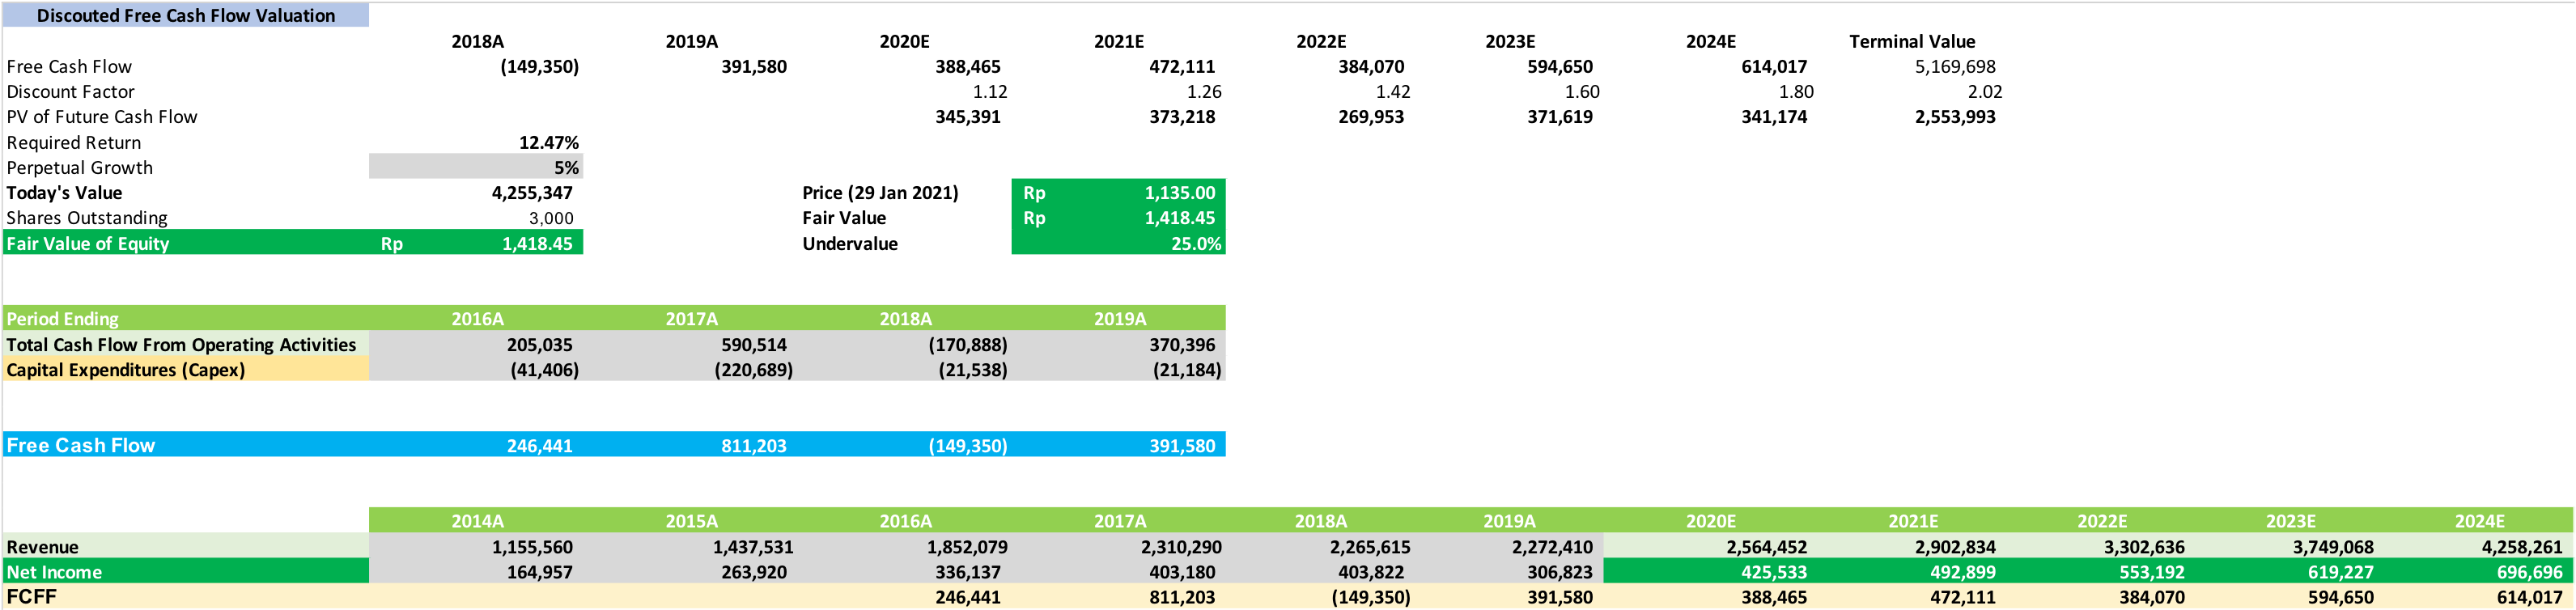 Discouted Free Cash Flow Valuation
2018A 2019A 2020E 2021E 2022E 2023E 2024E Terminal Value
Free Cash Flow (149,350) 391,580 388,465 472,111 384,070 594,650 614,017 5,169,698
Discount Factor 1.12 1.26 1.42 1.60 1.80 2.02
PV of Future Cash Flow 345,391 373,218 269,953 371,619 341,174 2,553,993
Required Return 12.47%
Perpetual Growth 5%
Today's Value 4,255,347 Price (29 Jan 2021) Rp 1,135.00
Shares Outstanding 3,000 Fair Value Rp 1,418.45
Fair Value of Equity Rp 1,418.45 Undervalue 25.0%
Period Ending 2016A 2017A 2018A 2019A
Total Cash Flow From Operating Activities 205,035 590,514 (170,888) 370,396
Capital Expenditures (Capex) (41,406) (220,689) (21,538) (21,184)
Free Cash Flow 246,441 811,203 (149,350) 391,580
2014A 2015A 2016A 2017A 2018A 2019A 2020E 2021E 2022E 2023E 2024E
Revenue 1,155,560 1,437,531 1,852,079 2,310,290 2,265,615 2,272,410 2,564,452 2,902,834 3,302,636 3,749,068 4,258,261
Net Income 164,957 263,920 336,137 403,180 403,822 306,823 425,533 492,899 553,192 619,227 696,696
FCFF 246,441 811,203 (149,350) 391,580 388,465 472,111 384,070 594,650 614,017